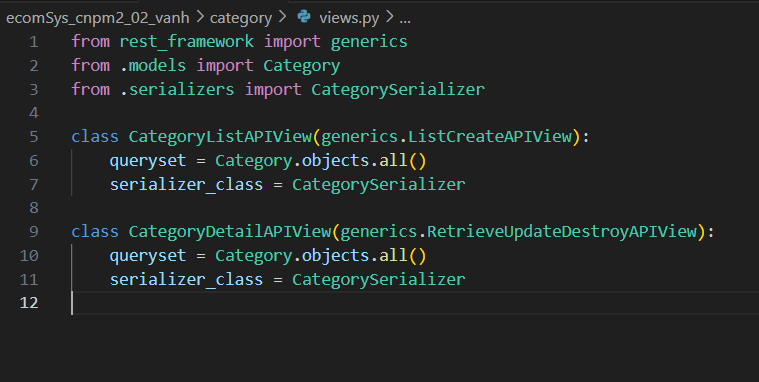 ecomSys_cnpm2_02_vanh > category > views.py > ...
1 from rest_framework import generics
2 from .models import Category
3 from .serializers import CategorySerializer
4
5 class CategoryListAPIView(generics.ListCreateAPIView):
6     queryset = Category.objects.all()
7     serializer_class = CategorySerializer
8
9 class CategoryDetailAPIView(generics.RetrieveUpdateDestroyAPIView):
10     queryset = Category.objects.all()
11     serializer_class = CategorySerializer
12